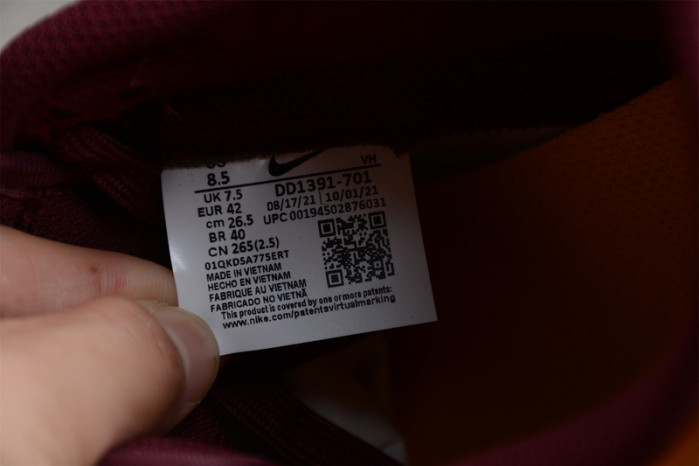 VH
8.5
UK 7.5
EUR 42
cm 26.5
BR 40
CN 265(2.5)
DD1391-701
08/17/21 | 10/01/21
UPC 00194502876031
01QKDSA775ERT
MADE IN VIETNAM
HECHO EN VIETNAM
FABRIQUE AU VIETNAM
FABRICADO NO VIETNÃ
This product is covered by one or more patents:
www.nike.com/patentsvirtualmarking